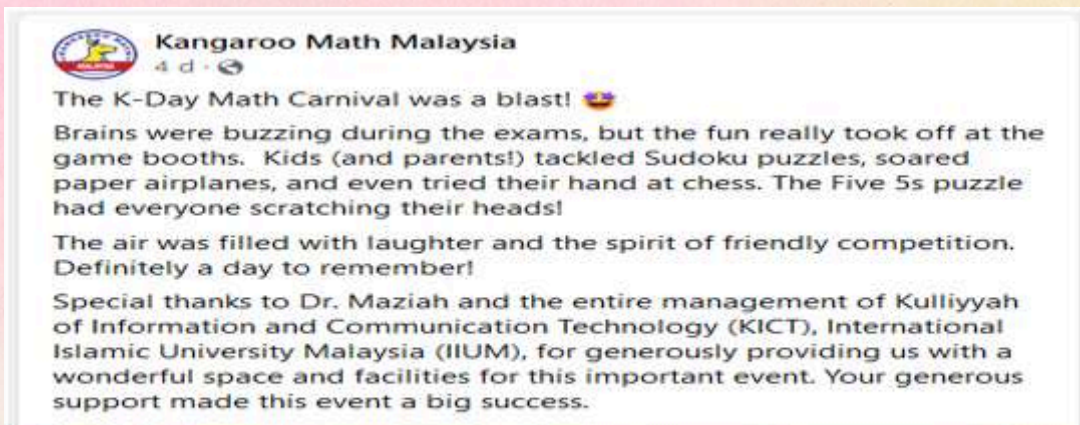 Kangaroo Math Malaysia
4 d ·
The K-Day Math Carnival was a blast! 🤩
Brains were buzzing during the exams, but the fun really took off at the
game booths. Kids (and parents!) tackled Sudoku puzzles, soared
paper airplanes, and even tried their hand at chess. The Five 5s puzzle
had everyone scratching their heads!
The air was filled with laughter and the spirit of friendly competition.
Definitely a day to remember!
Special thanks to Dr. Maziah and the entire management of Kulliyyah
of Information and Communication Technology (KICT), International
Islamic University Malaysia (IIUM), for generously providing us with a
wonderful space and facilities for this important event. Your generous
support made this event a big success.